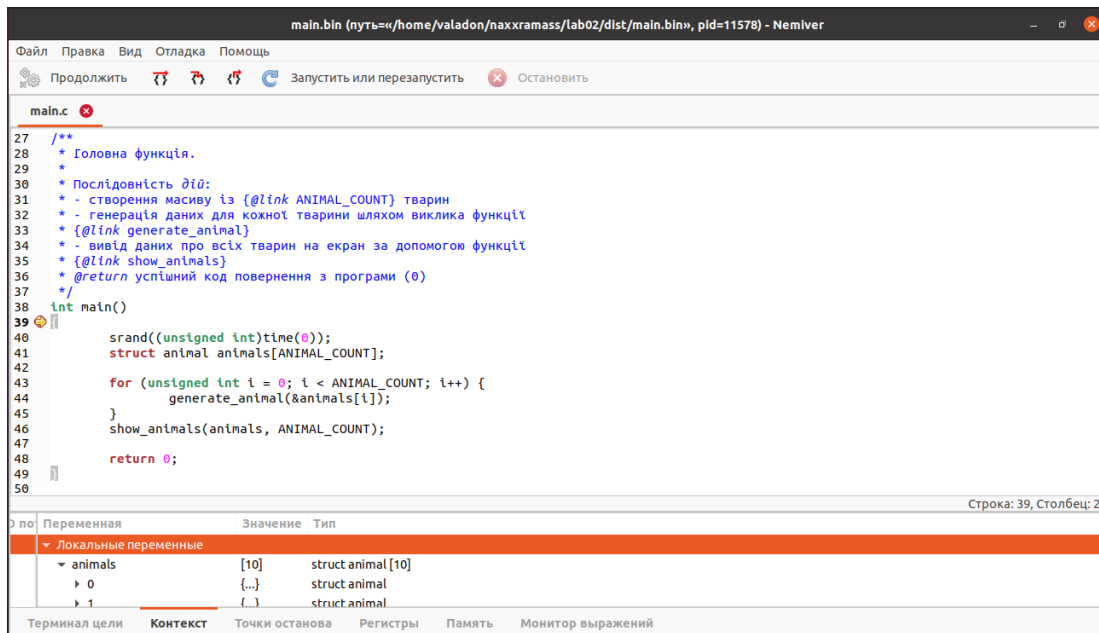 main.bin (путь=«/home/valadon/naxxramass/lab02/dist/main.bin», pid=11578) - Nemiver
Файл Правка Вид Отладка Помощь
Продолжить Запустить или перезапустить Остановить
main.c
27 /**
28 * Головна функція.
29 *
30 * Послідовність дій:
31 * - створення масиву із {@link ANIMAL_COUNT} тварин
32 * - генерація даних для кожної тварини шляхом виклика функції
33 * {@link generate_animal}
34 * - вивід даних про всіх тварин на екран за допомогою функції
35 * {@link show_animals}
36 * @return успішний код повернення з програми (0)
37 */
38 int main()
39 {
40 srand((unsigned int)time(0));
41 struct animal animals[ANIMAL_COUNT];
42
43 for (unsigned int i = 0; i < ANIMAL_COUNT; i++) {
44 generate_animal(&animals[i]);
45 }
46 show_animals(animals, ANIMAL_COUNT);
47
48 return 0;
49 }
50
Строка: 39, Столбец: 2
Переменная Значение Тип
Локальные переменные
animals [10] struct animal [10]
0 {...} struct animal
1 {...} struct animal
Терминал цели Контекст Точки останова Регистры Память Монитор выражений